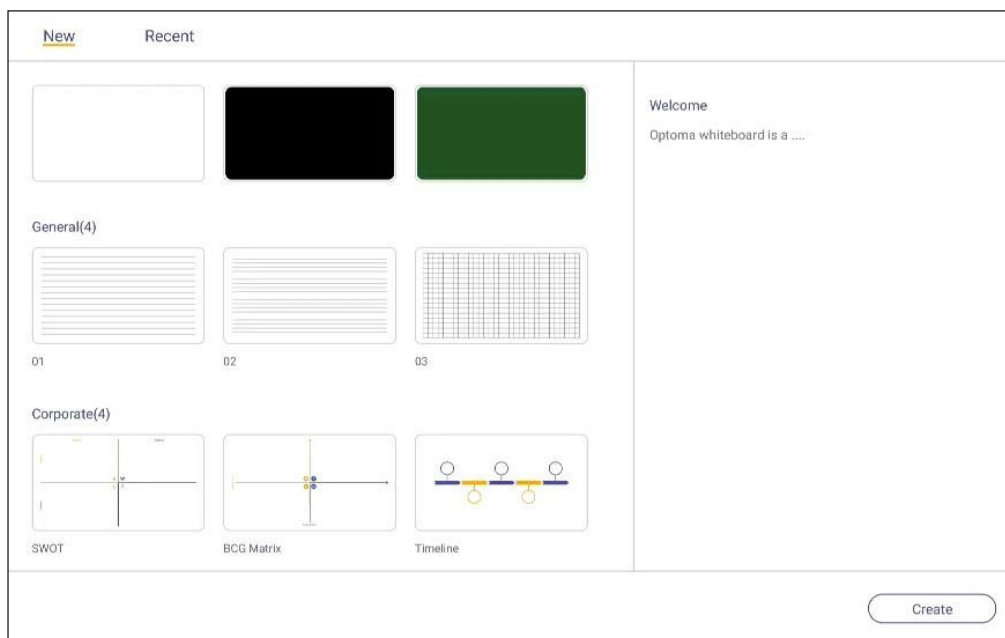 New Recent
Welcome
Optoma whiteboard is a ....
General(4)
01 02 03
Corporate(4)
SWOT BCG Matrix Timeline
Create